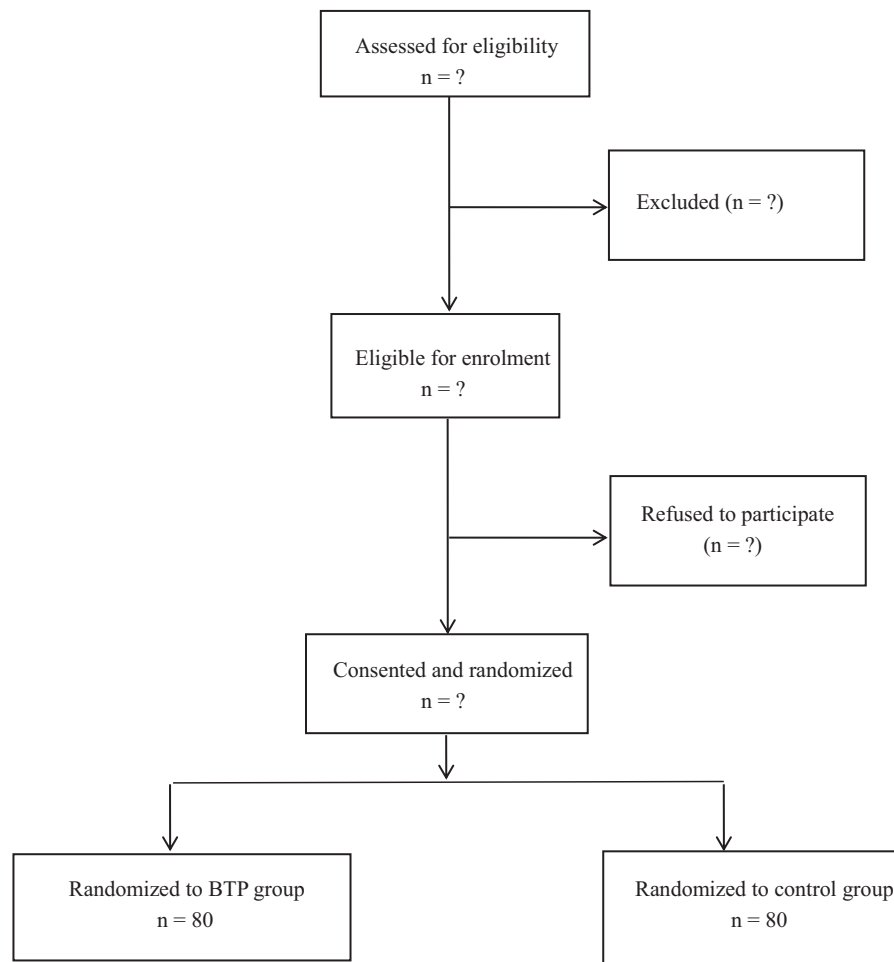 Assessed for eligibility
n = ?
Excluded (n = ?)
Eligible for enrolment
n = ?
Refused to participate
(n = ?)
Consented and randomized
n = ?
Randomized to BTP group
n = 80
Randomized to control group
n = 80